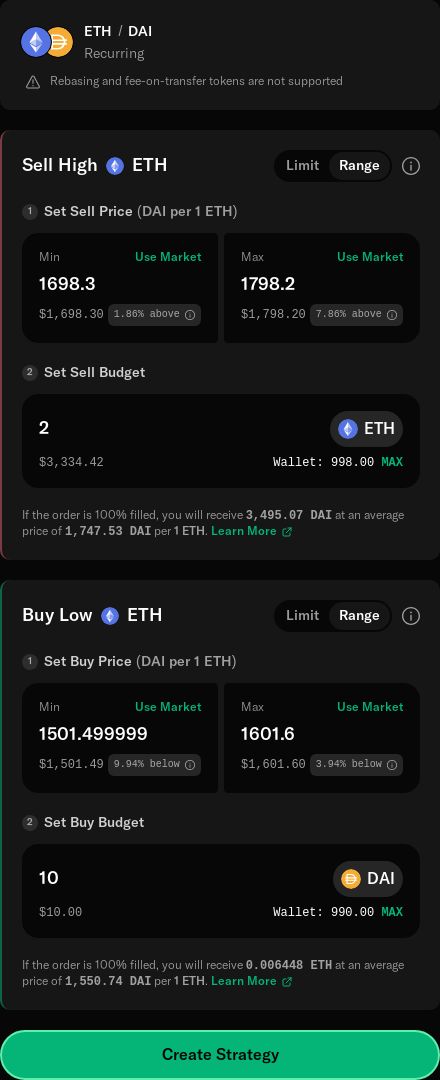 ETH / DAI
Recurring
Rebasing and fee-on-transfer tokens are not supported
Sell High ETH Limit Range
1 Set Sell Price (DAI per 1 ETH)
Min Use Market Max Use Market
1698.3 1798.2
$1,698.30 1.86% above $1,798.20 7.86% above
2 Set Sell Budget
2 ETH
$3,334.42 Wallet: 998.00 MAX
If the order is 100% filled, you will receive 3,495.07 DAI at an average
price of 1,747.53 DAI per 1 ETH. Learn More
Buy Low ETH Limit Range
1 Set Buy Price (DAI per 1 ETH)
Min Use Market Max Use Market
1501.499999 1601.6
$1,501.49 9.94% below $1,601.60 3.94% below
2 Set Buy Budget
10 DAI
$10.00 Wallet: 990.00 MAX
If the order is 100% filled, you will receive 0.006448 ETH at an average
price of 1,550.74 DAI per 1 ETH. Learn More
Create Strategy